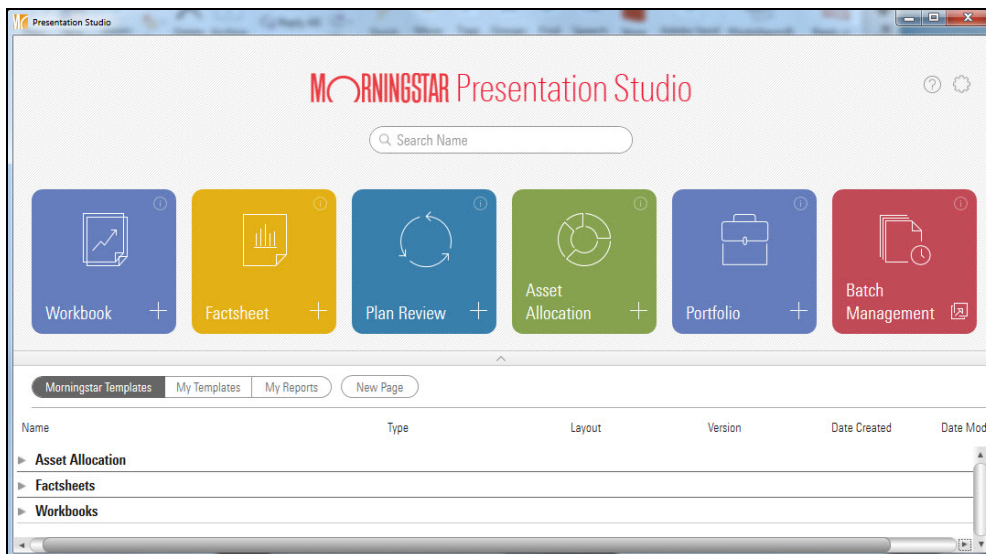 Presentation Studio
MORNINGSTAR Presentation Studio
Search Name
Workbook
Factsheet
Plan Review
Asset
Allocation
Portfolio
Batch
Management
Morningstar Templates My Templates My Reports New Page
Name Type Layout Version Date Created Date Mod
Asset Allocation
Factsheets
Workbooks